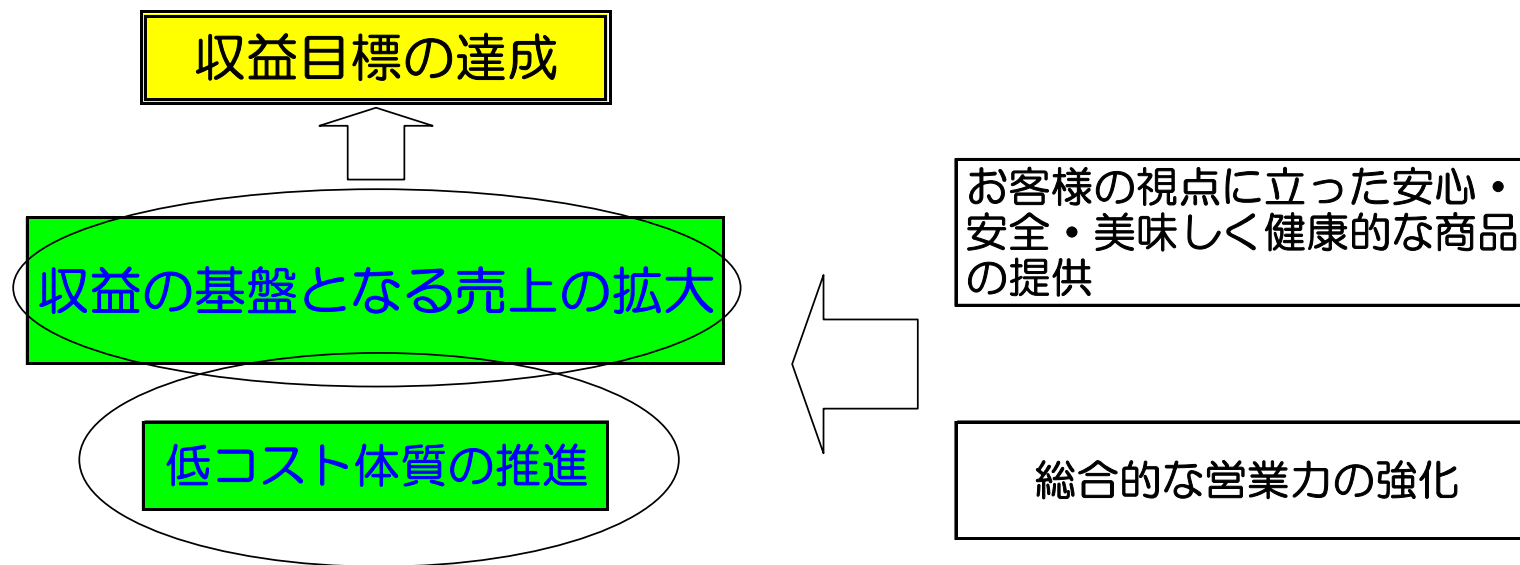 収益目標の達成
収益の基盤となる売上の拡大
低コスト体質の推進
お客様の視点に立った安心・
安全・美味しく健康的な商品
の提供
総合的な営業力の強化